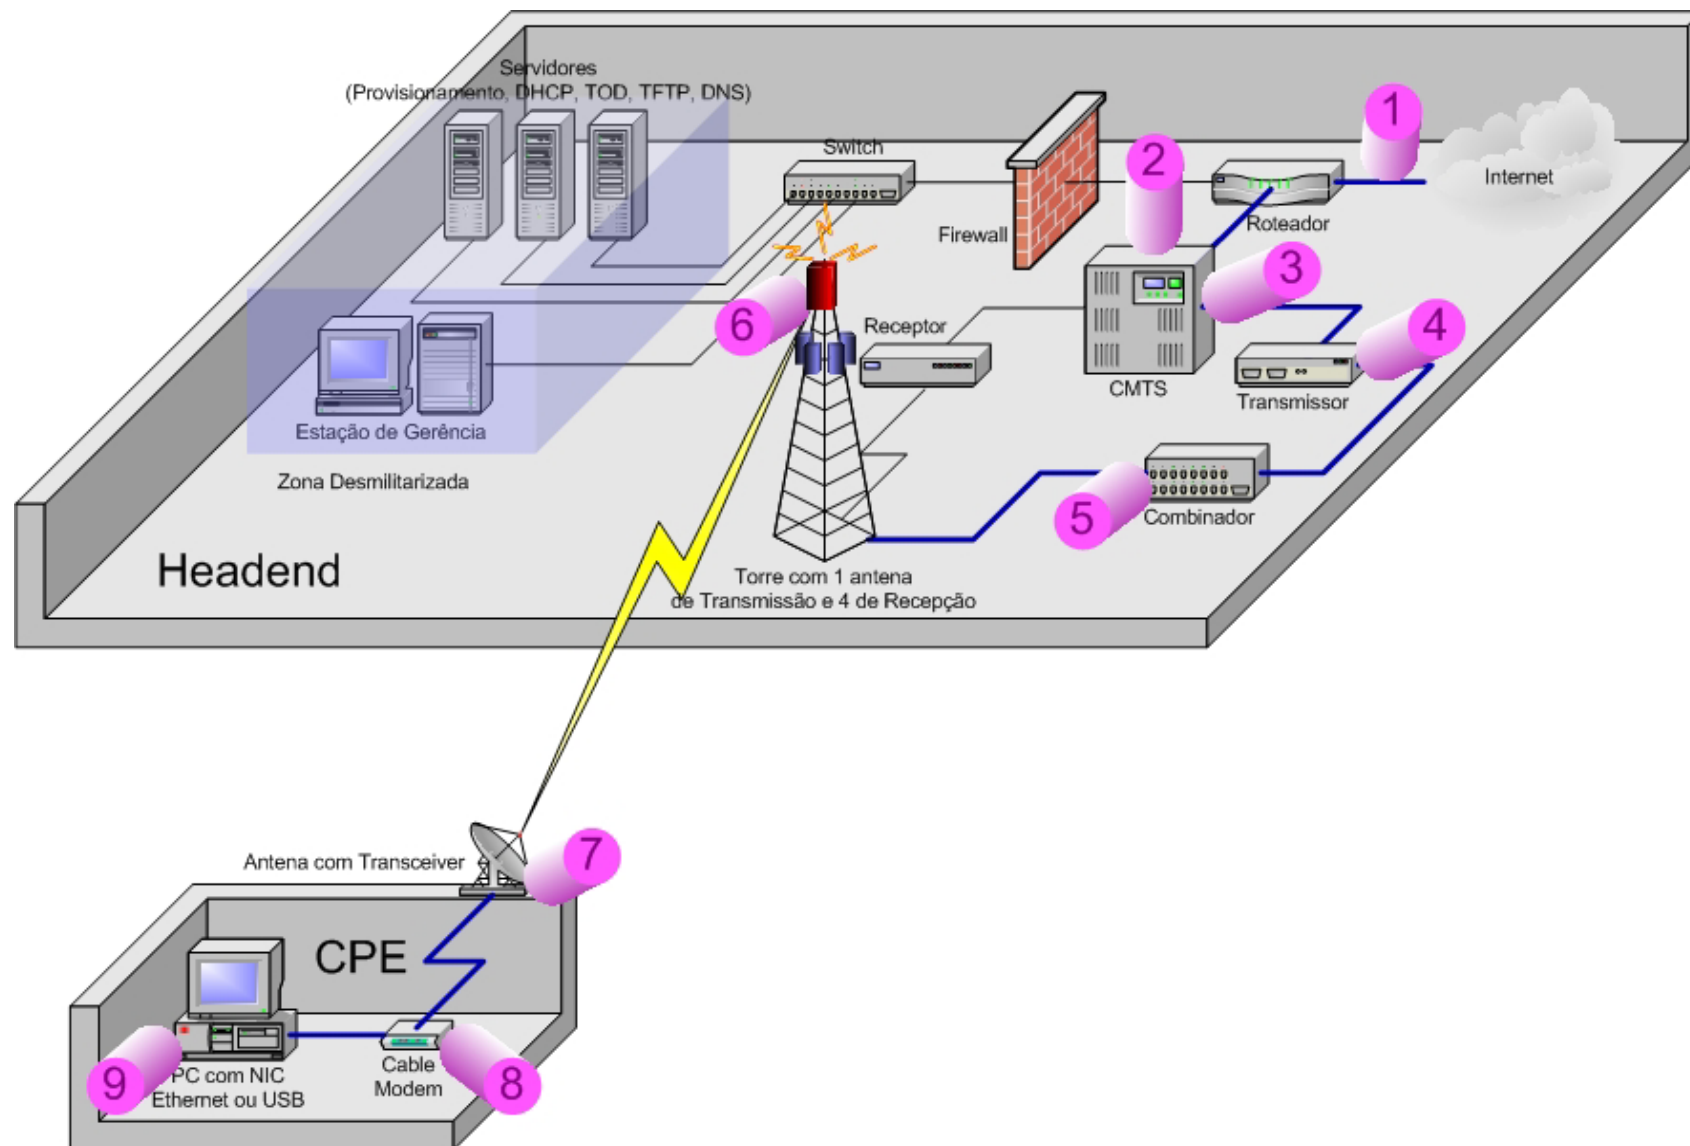 Servidores
(Provisionamento, DHCP, TOD, TFTP, DNS)
1
Switch
2
Internet
Firewall
Roteador
3
6
Receptor
4
CMTS
Transmissor
Estação de Gerência
Zona Desmilitarizada
5
Combinador
Headend
Torre com 1 antena
de Transmissão e 4 de Recepção
7
Antena com Transceiver
CPE
9
PC com NIC
Ethernet ou USB
Cable
Modem
8